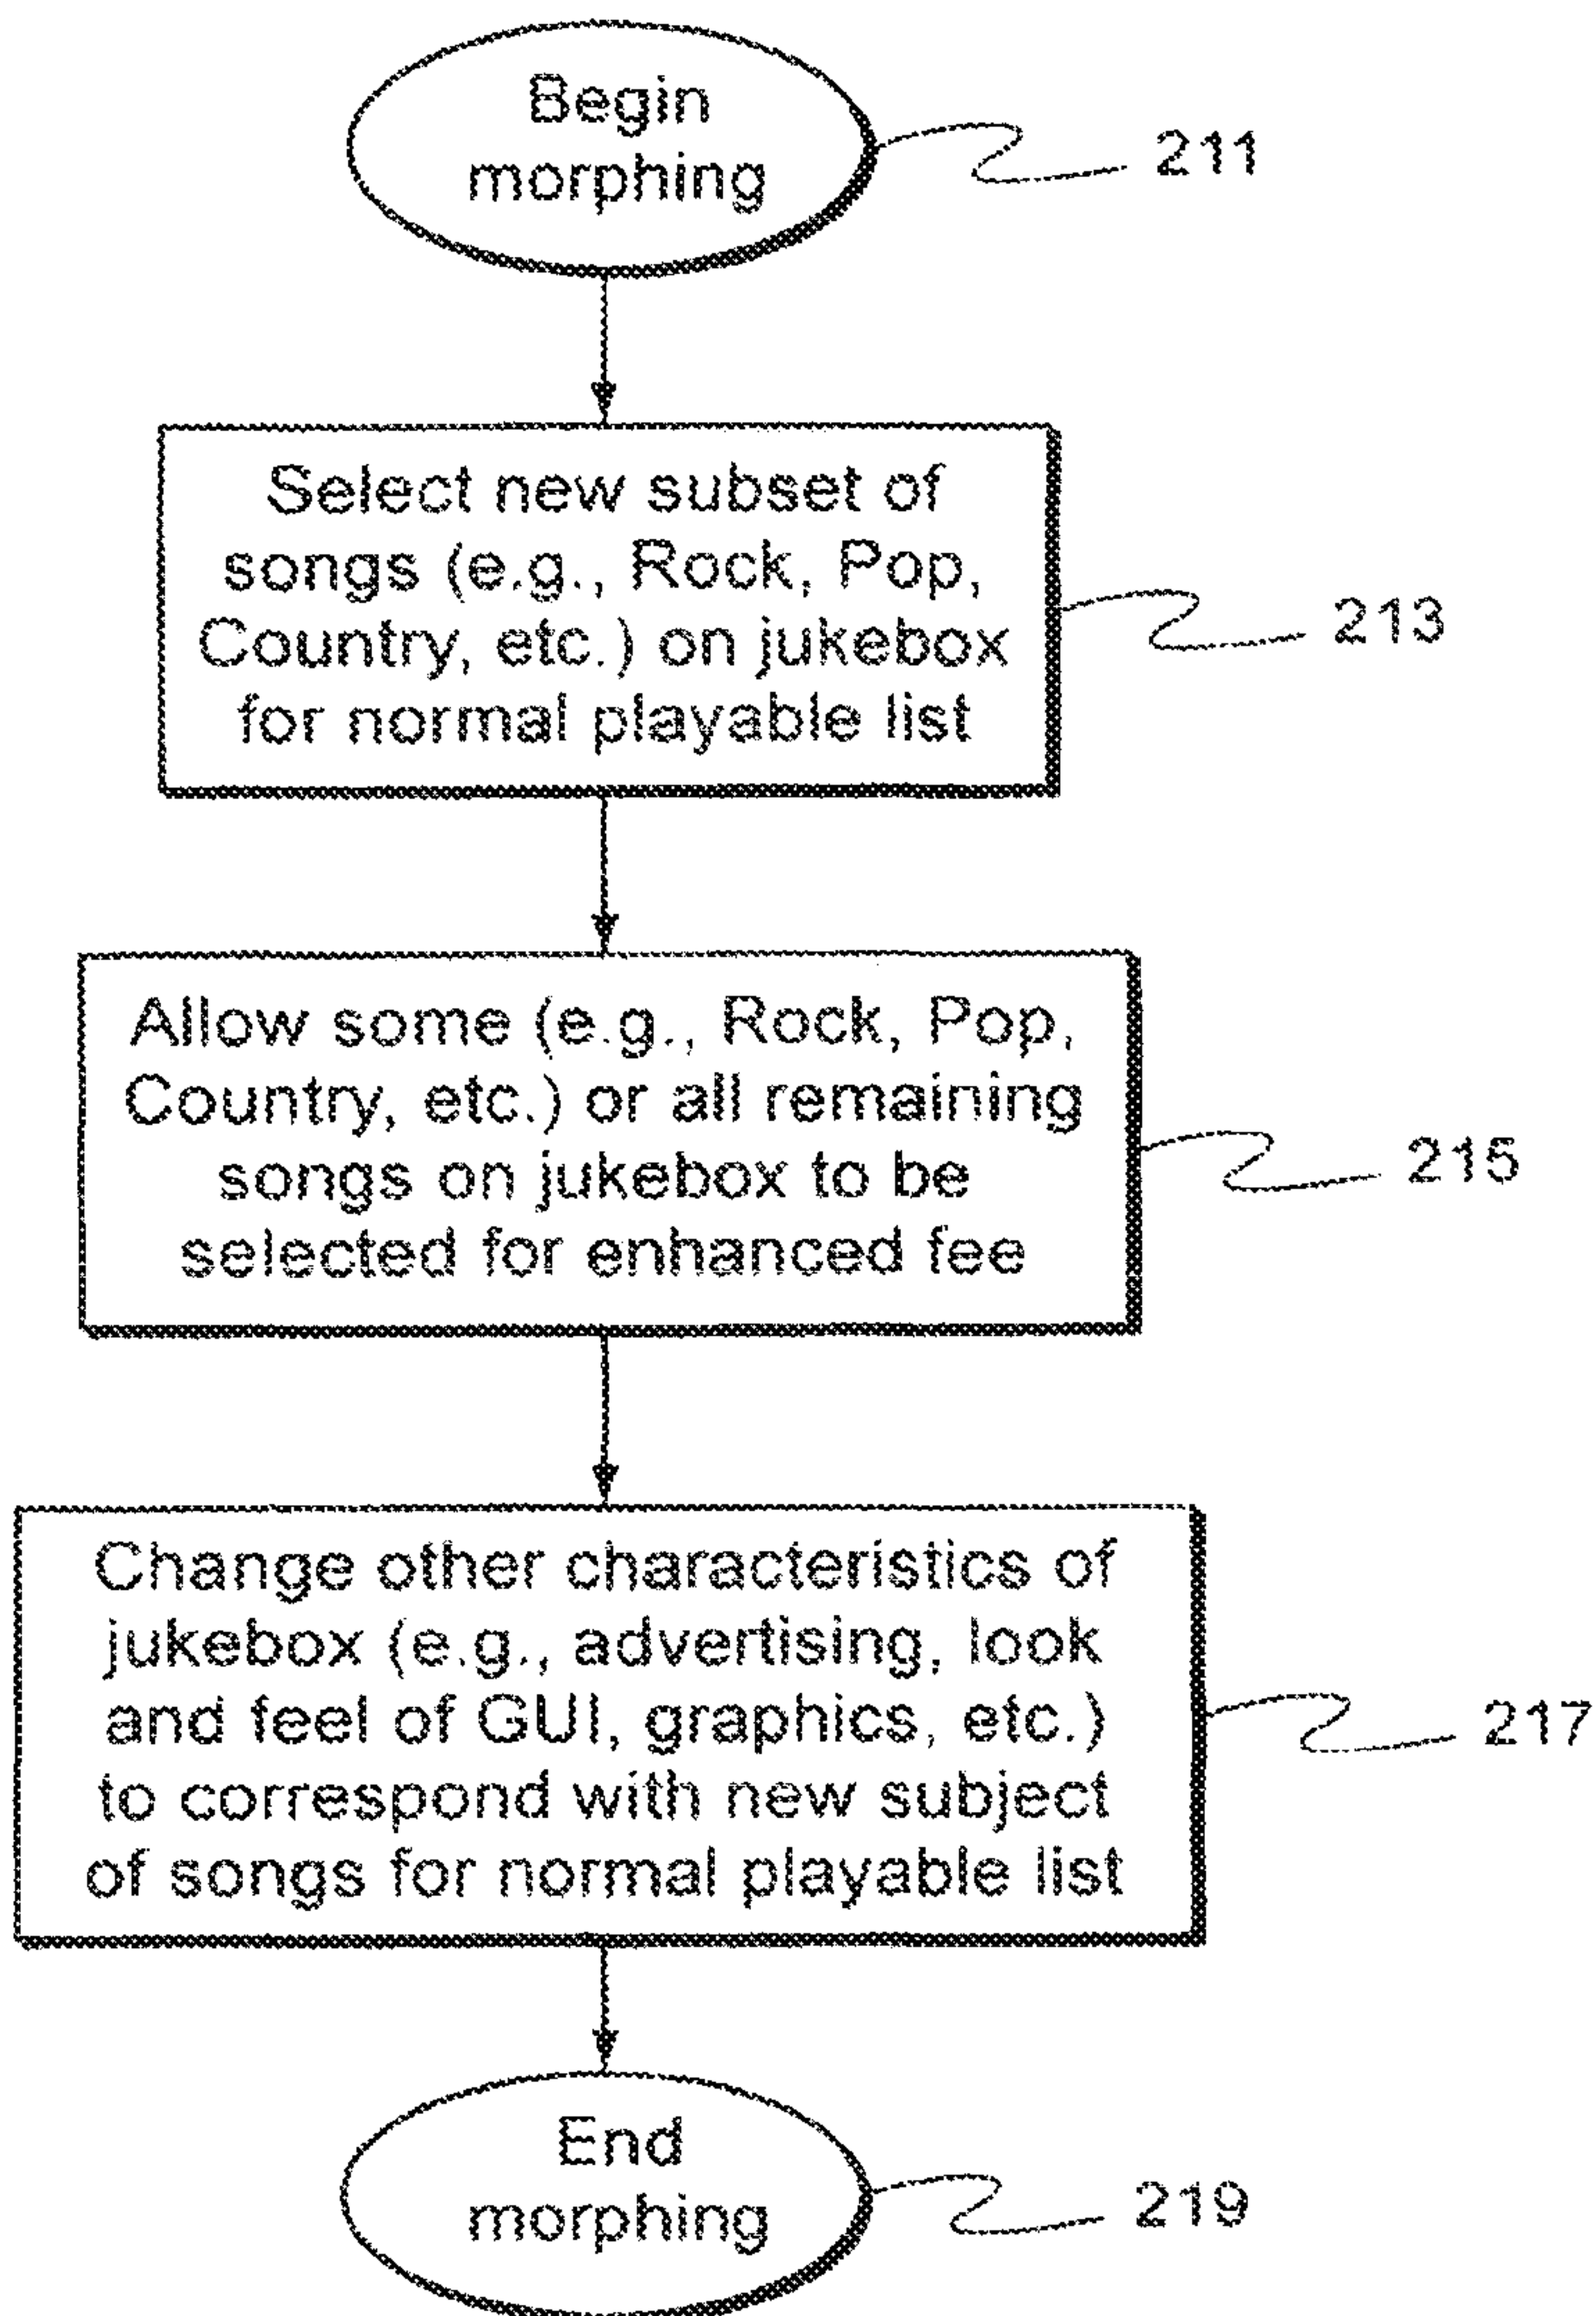 Begin
morphing
211
Select new subset of
songs (e.g., Rock, Pop,
Country, etc.) on jukebox
for normal playable list
213
Allow some (e.g., Rock, Pop,
Country, etc.) or all remaining
songs on jukebox to be
selected for enhanced fee
215
Change other characteristics of
jukebox (e.g., advertising, look
and feel of GUI, graphics, etc.)
to correspond with new subject
of songs for normal playable list
217
End
morphing
219